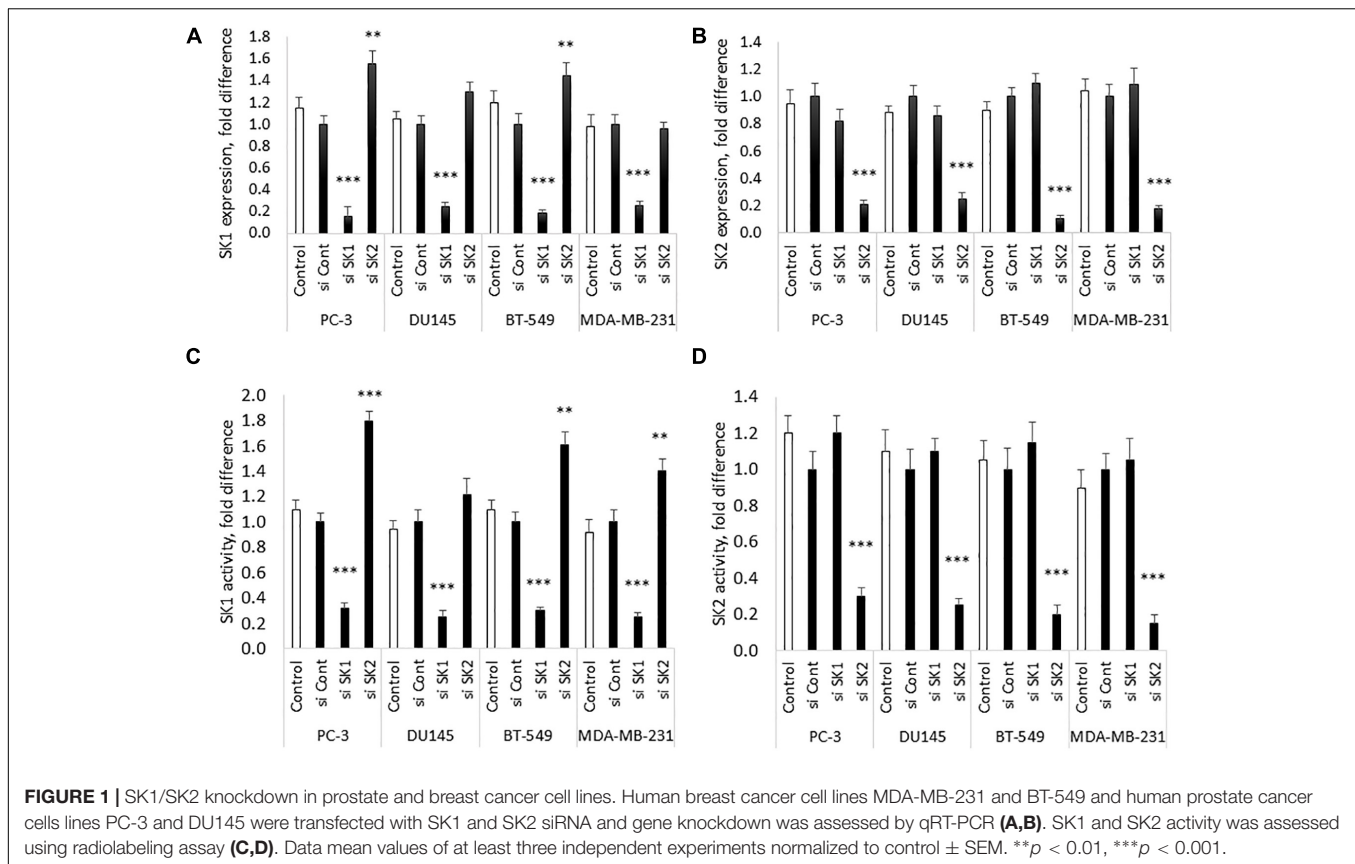 A
SK1 expression, fold difference
1.8
1.6
1.4
1.2
1.0
0.8
0.6
0.4
0.2
0.0
** ** 
*** *** *** ***
Control si Cont si SK1 si SK2 Control si Cont si SK1 si SK2 Control si Cont si SK1 si SK2 Control si Cont si SK1 si SK2
PC-3 DU145 BT-549 MDA-MB-231
B
SK2 expression, fold difference
1.4
1.2
1.0
0.8
0.6
0.4
0.2
0.0
*** *** *** ***
Control si Cont si SK1 si SK2 Control si Cont si SK1 si SK2 Control si Cont si SK1 si SK2 Control si Cont si SK1 si SK2
PC-3 DU145 BT-549 MDA-MB-231
C
SK1 activity, fold difference
2.0
1.8
1.6
1.4
1.2
1.0
0.8
0.6
0.4
0.2
0.0
*** ** **
*** *** *** ***
Control si Cont si SK1 si SK2 Control si Cont si SK1 si SK2 Control si Cont si SK1 si SK2 Control si Cont si SK1 si SK2
PC-3 DU145 BT-549 MDA-MB-231
D
SK2 activity, fold difference
1.4
1.2
1.0
0.8
0.6
0.4
0.2
0.0
*** *** *** ***
Control si Cont si SK1 si SK2 Control si Cont si SK1 si SK2 Control si Cont si SK1 si SK2 Control si Cont si SK1 si SK2
PC-3 DU145 BT-549 MDA-MB-231
FIGURE 1 | SK1/SK2 knockdown in prostate and breast cancer cell lines. Human breast cancer cell lines MDA-MB-231 and BT-549 and human prostate cancer
cells lines PC-3 and DU145 were transfected with SK1 and SK2 siRNA and gene knockdown was assessed by qRT-PCR (A,B). SK1 and SK2 activity was assessed
using radiolabeling assay (C,D). Data mean values of at least three independent experiments normalized to control ± SEM. **p < 0.01, ***p < 0.001.